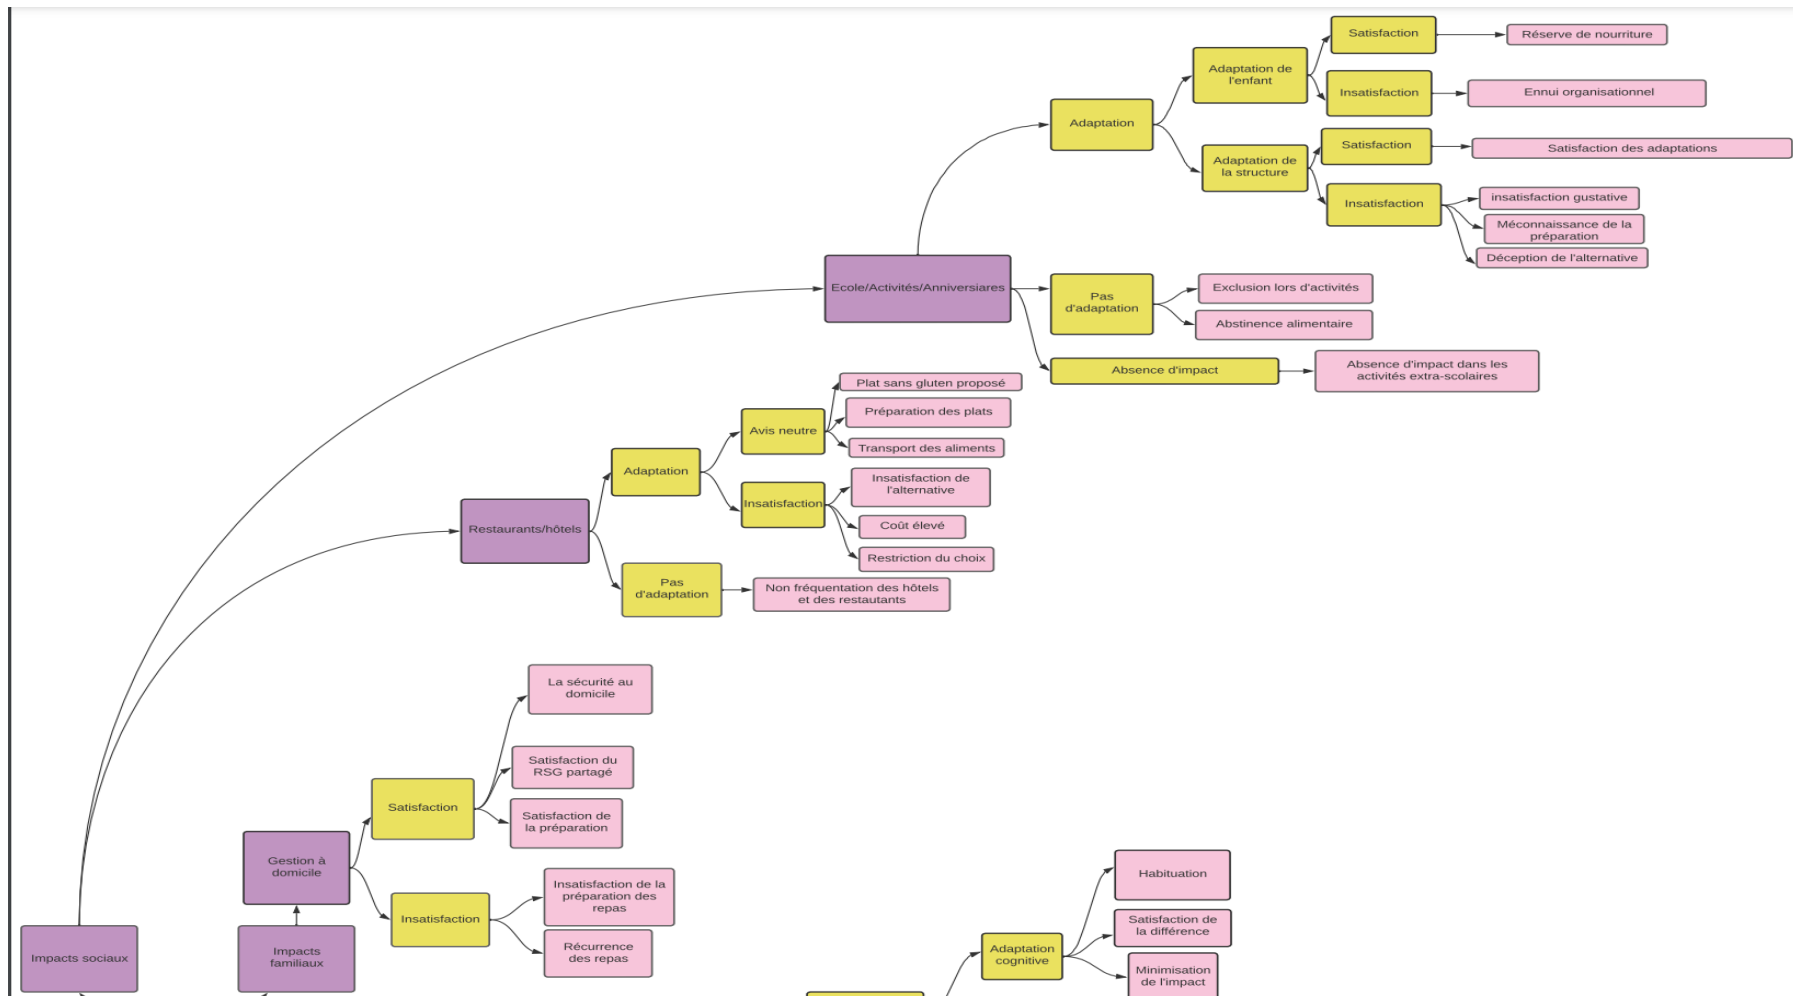 Satisfaction
Réserve de nourriture
Adaptation de
l'enfant
Insatisfaction
Ennui organisationnel
Adaptation
Satisfaction
Satisfaction des adaptations
Adaptation de
la structure
Insatisfaction
insatisfaction gustative
Méconnaissance de la
préparation
Déception de l'alternative
Ecole/Activités/Anniversiares
Pas
d'adaptation
Exclusion lors d'activités
Abstinence alimentaire
Absence d'impact
Absence d'impact dans les
activités extra-scolaires
Plat sans gluten proposé
Préparation des plats
Avis neutre
Transport des aliments
Adaptation
Insatisfaction de
l'alternative
Insatisfaction
Coût élevé
Restriction du choix
Restaurants/hôtels
Pas
d'adaptation
Non fréquentation des hôtels
et des restautants
La sécurité au
domicile
Satisfaction du
RSG partagé
Satisfaction
Satisfaction de
la préparation
Gestion à
domicile
Insatisfaction de la
préparation des
repas
Insatisfaction
Récurrence
des repas
Impacts sociaux
Impacts
familiaux
Habituation
Satisfaction de
la différence
Adaptation
cognitive
Minimisation
de l'impact